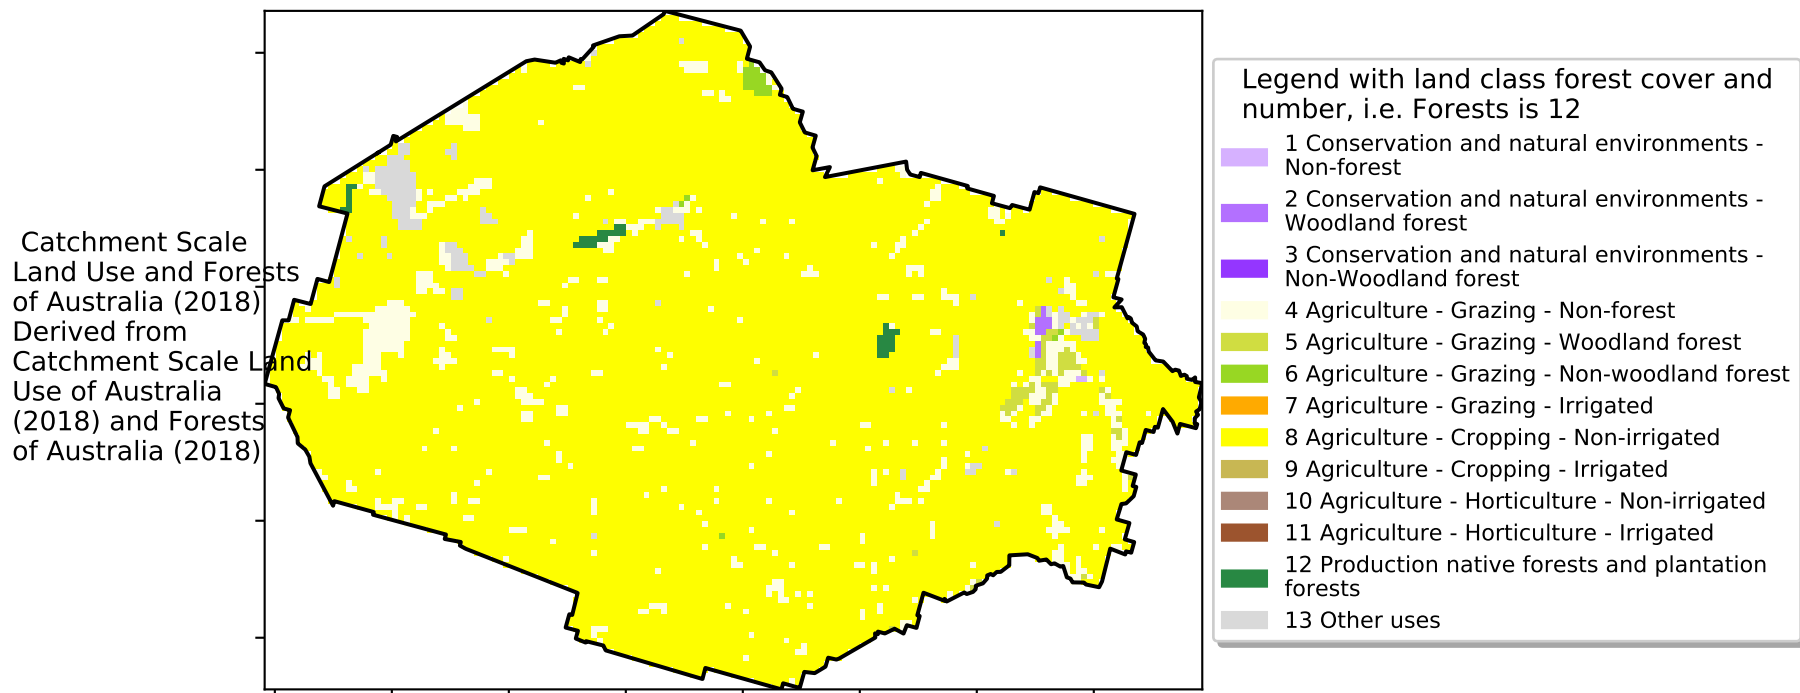 Catchment Scale
Land Use and Forests
of Australia (2018)
Derived from
Catchment Scale Land
Use of Australia
(2018) and Forests
of Australia (2018)
Legend with land class forest cover and
number, i.e. Forests is 12
1 Conservation and natural environments -
Non-forest
2 Conservation and natural environments -
Woodland forest
3 Conservation and natural environments -
Non-Woodland forest
4 Agriculture - Grazing - Non-forest
5 Agriculture - Grazing - Woodland forest
6 Agriculture - Grazing - Non-woodland forest
7 Agriculture - Grazing - Irrigated
8 Agriculture - Cropping - Non-irrigated
9 Agriculture - Cropping - Irrigated
10 Agriculture - Horticulture - Non-irrigated
11 Agriculture - Horticulture - Irrigated
12 Production native forests and plantation
forests
13 Other uses